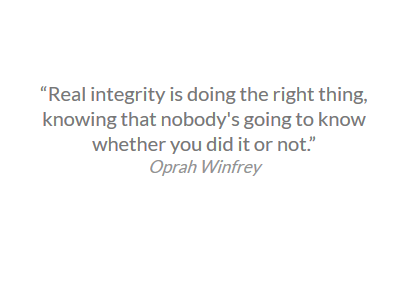 “Real integrity is doing the right thing,
knowing that nobody's going to know
whether you did it or not.”
Oprah Winfrey